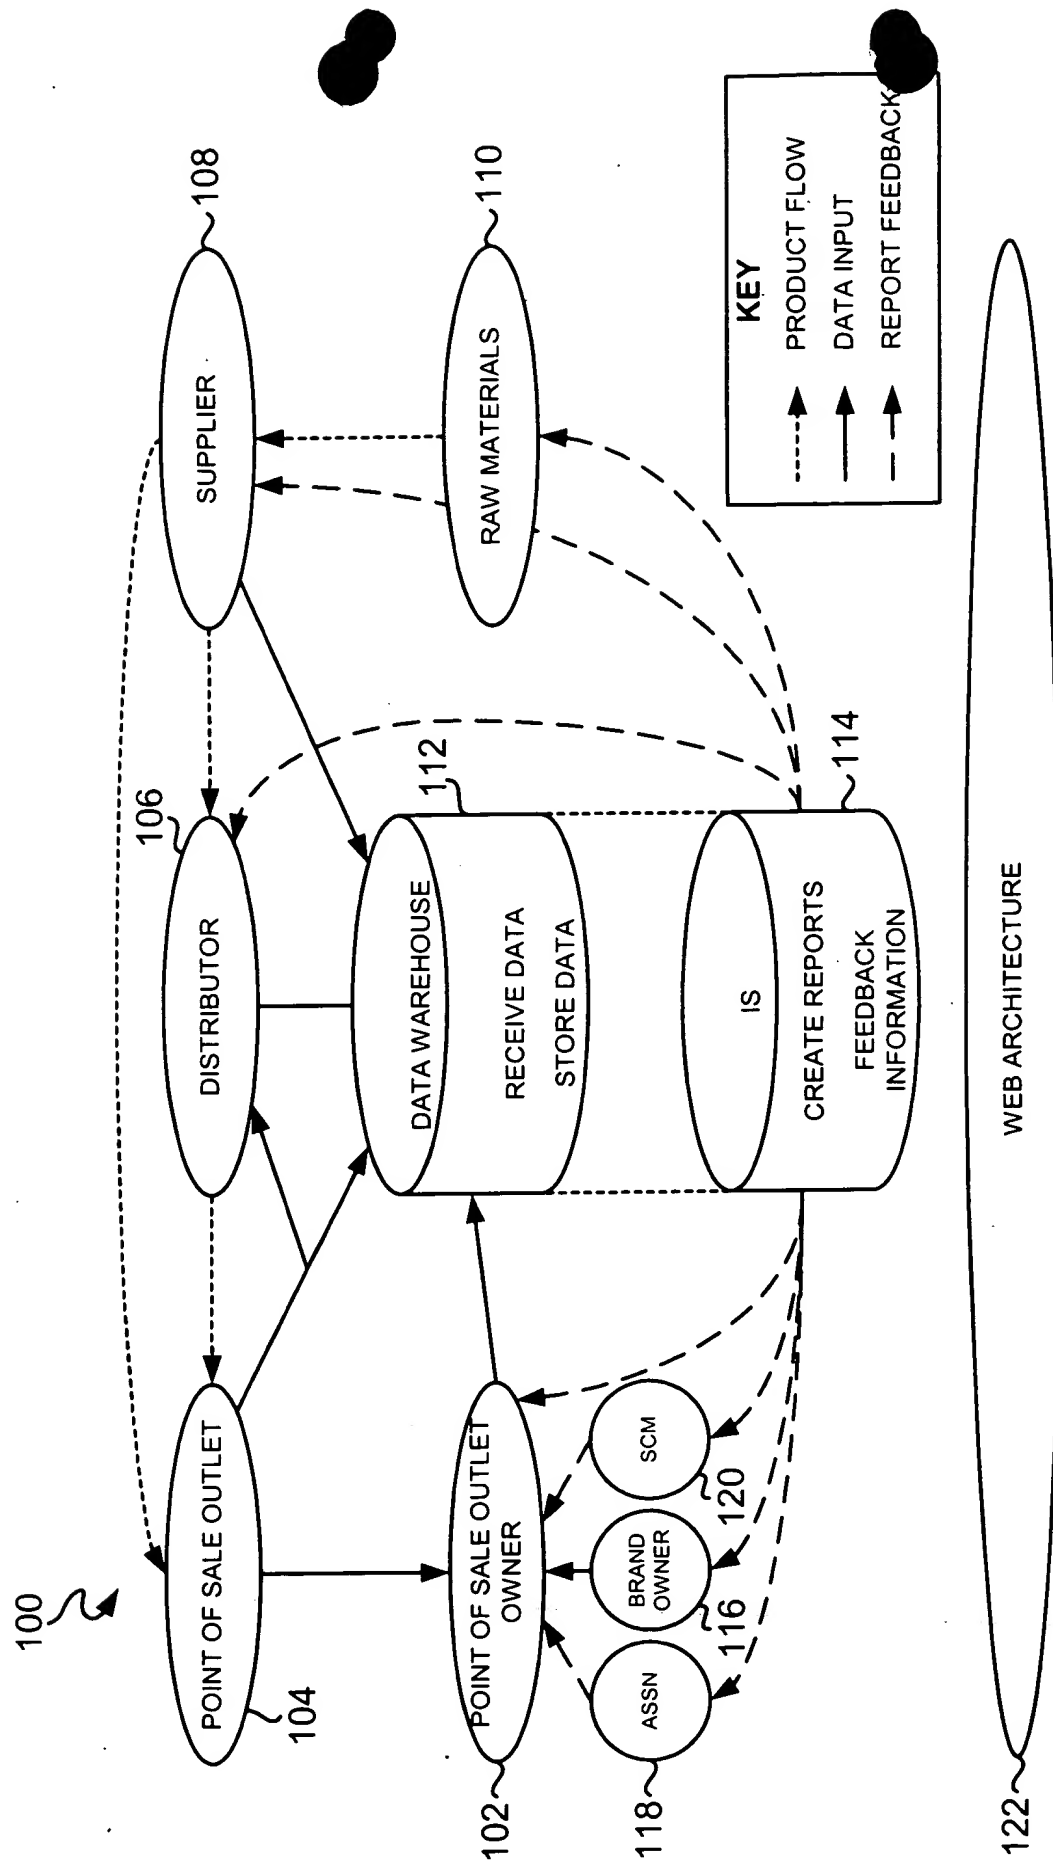 100
POINT OF SALE OUTLET
104
DISTRIBUTOR
106
SUPPLIER
108
POINT OF SALE OUTLET
OWNER
102
RAW MATERIALS
110
DATA WAREHOUSE
112
RECEIVE DATA
STORE DATA
ASSN
118
BRAND
OWNER
116
SCM
120
IS
114
CREATE REPORTS
FEEDBACK
INFORMATION
KEY
PRODUCT FLOW
DATA INPUT
REPORT FEEDBACK
WEB ARCHITECTURE
122